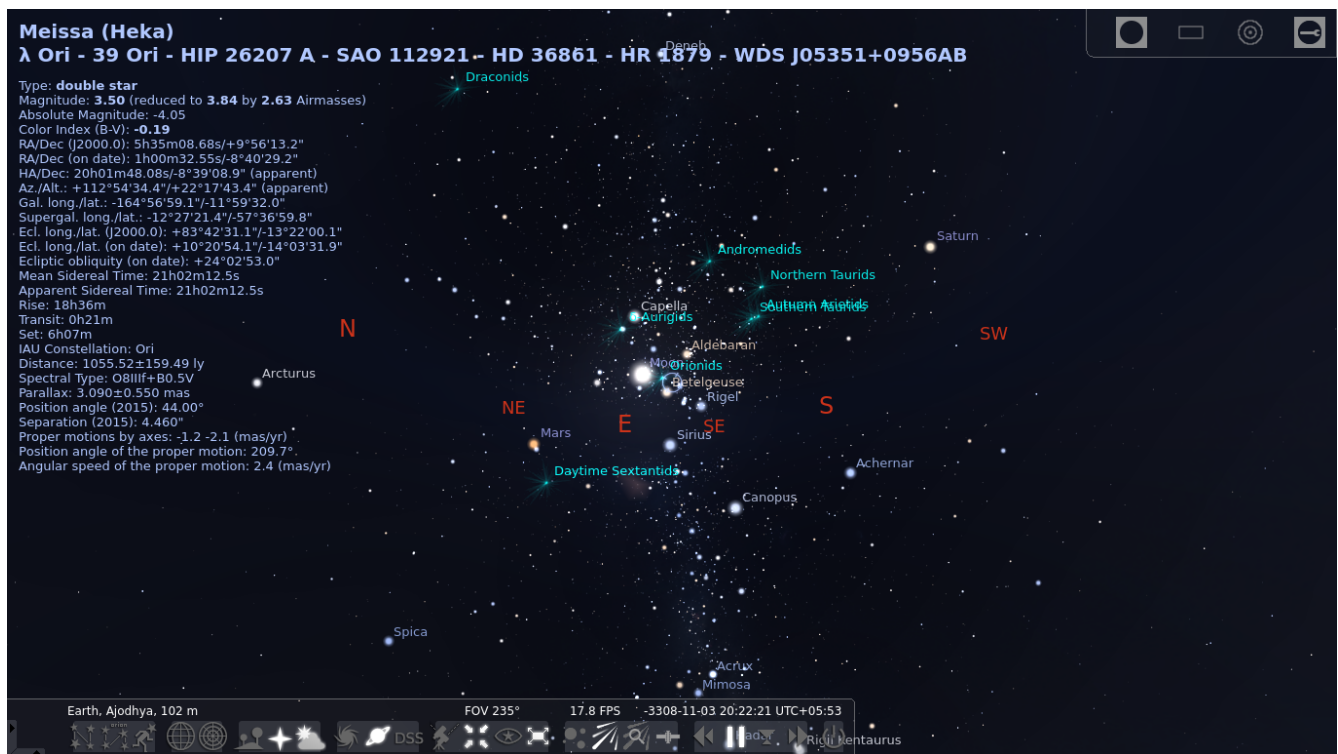 Meissa (Heka)
λ Ori - 39 Ori - HIP 26207 A - SAO 112921 - HD 36861 - HR 1879 - WDS J05351+0956AB
Type: double star
Magnitude: 3.50 (reduced to 3.84 by 2.63 Airmasses)
Absolute Magnitude: -4.05
Color Index (B-V): -0.19
RA/Dec (J2000.0): 5h35m08.68s/+9°56'13.2"
RA/Dec (on date): 1h00m32.55s/-8°40'29.2"
HA/Dec: 20h01m48.08s/-8°39'08.9" (apparent)
Az./Alt.: +112°54'34.4"/+22°17'43.4" (apparent)
Gal. long./lat.: -164°56'59.1"/-11°59'32.0"
Supergal. long./lat.: -12°27'21.4"/-57°36'59.8"
Ecl. long./lat. (J2000.0): +83°42'31.1"/-13°22'00.1"
Ecl. long./lat. (on date): +10°20'54.1"/-14°03'31.9"
Ecliptic obliquity (on date): +24°02'53.0"
Mean Sidereal Time: 21h02m12.5s
Apparent Sidereal Time: 21h02m12.5s
Rise: 18h36m
Transit: 0h21m
Set: 6h07m
IAU Constellation: Ori
Distance: 1055.52±159.49 ly
Spectral Type: O8IIIf+B0.5V
Parallax: 3.090±0.550 mas
Position angle (2015): 44.00°
Separation (2015): 4.460"
Proper motions by axes: -1.2 -2.1 (mas/yr)
Position angle of the proper motion: 209.7°
Angular speed of the proper motion: 2.4 (mas/yr)
Deneb
Draconids
Saturn
Andromedids
Northern Taurids
Autumn Arietids
Southern Taurids
Capella
Aurigids
N
SW
Aldebaran
Moon
Orionids
Arcturus
Betelgeuse
Rigel
NE
S
E
SE
Mars
Sirius
Achernar
Daytime Sextantids
Canopus
Spica
Acrux
Mimosa
Earth, Ajodhya, 102 m
FOV 235°
17.8 FPS
-3308-11-03 20:22:21 UTC+05:53
DSS
Rigil Kentaurus